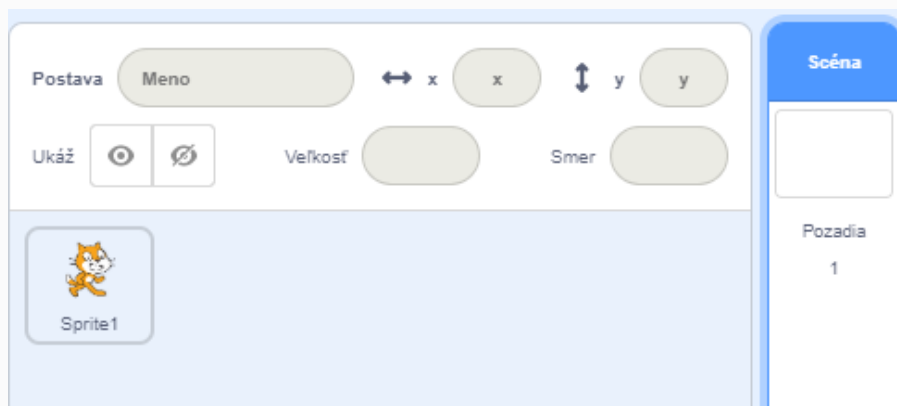 Postava Meno x x y y
Ukáž Veľkosť Smer
Sprite1
Scéna
Pozadia
1